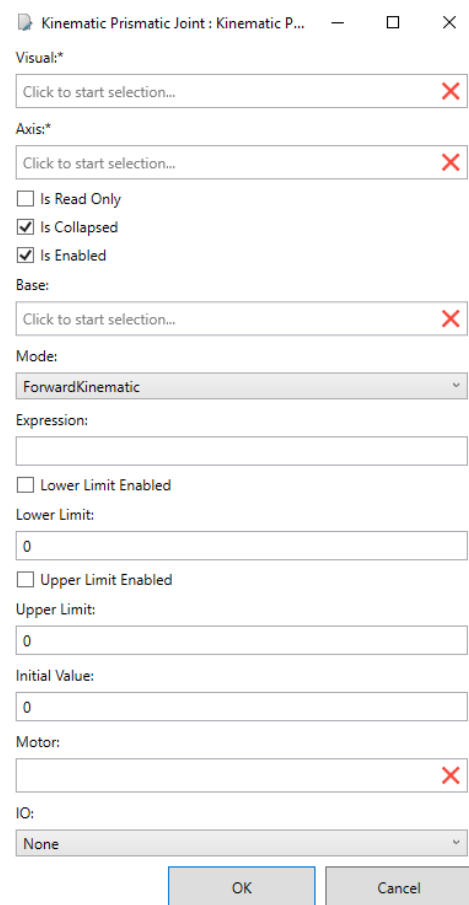 Kinematic Prismatic Joint : Kinematic P...
Visual:*
Click to start selection...
Axis:*
Click to start selection...
Is Read Only
Is Collapsed
Is Enabled
Base:
Click to start selection...
Mode:
ForwardKinematic
Expression:
Lower Limit Enabled
Lower Limit:
0
Upper Limit Enabled
Upper Limit:
0
Initial Value:
0
Motor:
IO:
None
OK Cancel